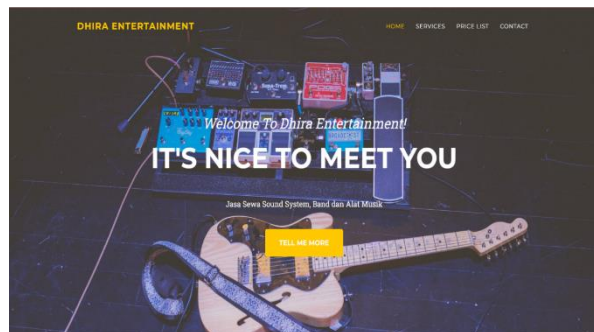 DHIRA ENTERTAINMENT
HOME SERVICES PRICE LIST CONTACT
Welcome To Dhira Entertainment!
IT'S NICE TO MEET YOU
Jasa Sewa Sound System, Band dan Alat Musik
TELL ME MORE